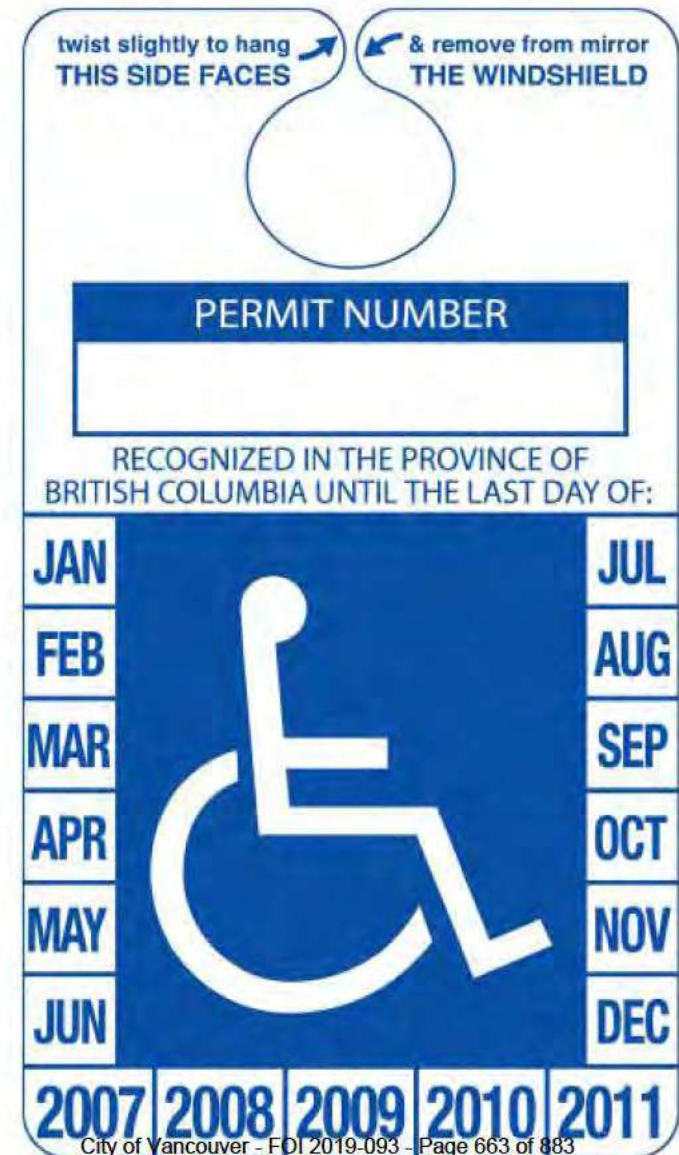 twist slightly to hang & remove from mirror
THIS SIDE FACES THE WINDSHIELD
PERMIT NUMBER
RECOGNIZED IN THE PROVINCE OF
BRITISH COLUMBIA UNTIL THE LAST DAY OF:
JAN JUL
FEB AUG
MAR SEP
APR OCT
MAY NOV
JUN DEC
2007 2008 2009 2010 2011
City of Vancouver - FOI 2019-093 - Page 663 of 883